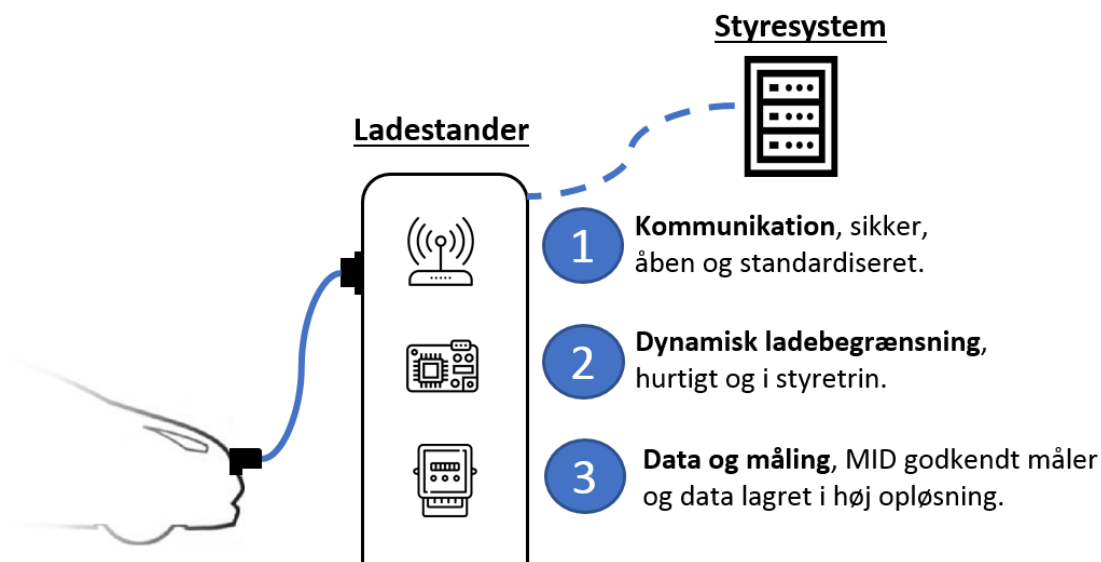 Styresystem
Ladestander
1
Kommunikation, sikker,
åben og standardiseret.
2
Dynamisk ladebegrænsning,
hurtigt og i styretrin.
3
Data og måling, MID godkendt måler
og data lagret i høj opløsning.